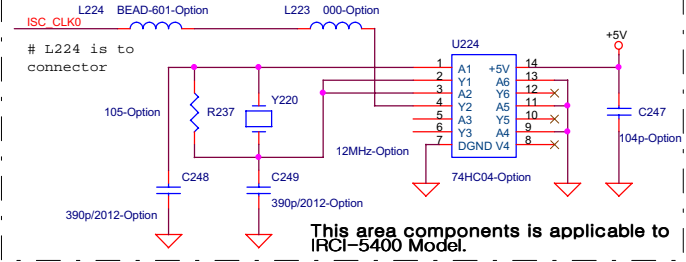 L224 BEAD-601-Option
L223 000-Option
ISC_CLK0
# L224 is to
connector
+5V
U224
1 A1 +5V 14
2 Y1 A6 13
3 A2 Y6 12
4 Y2 A5 11
5 A3 Y5 10
6 Y3 A4 9
7 DGND V4 8
105-Option
R237
Y220
C247
104p-Option
12MHz-Option
74HC04-Option
C248
C249
390p/2012-Option
390p/2012-Option
This area components is applicable to
IRCI-5400 Model.